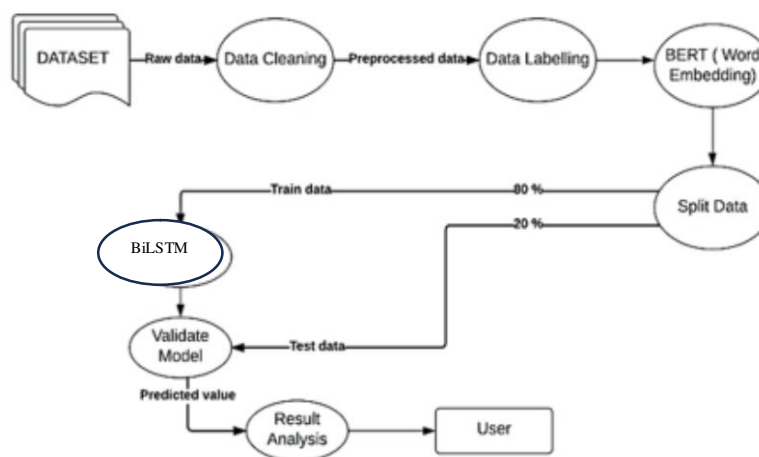 DATASET
Raw data
Data Cleaning
Preprocessed data
Data Labelling
BERT ( Word
Embedding)
Train data
80 %
Split Data
20 %
BiLSTM
Validate
Model
Test data
Predicted value
Result
Analysis
User